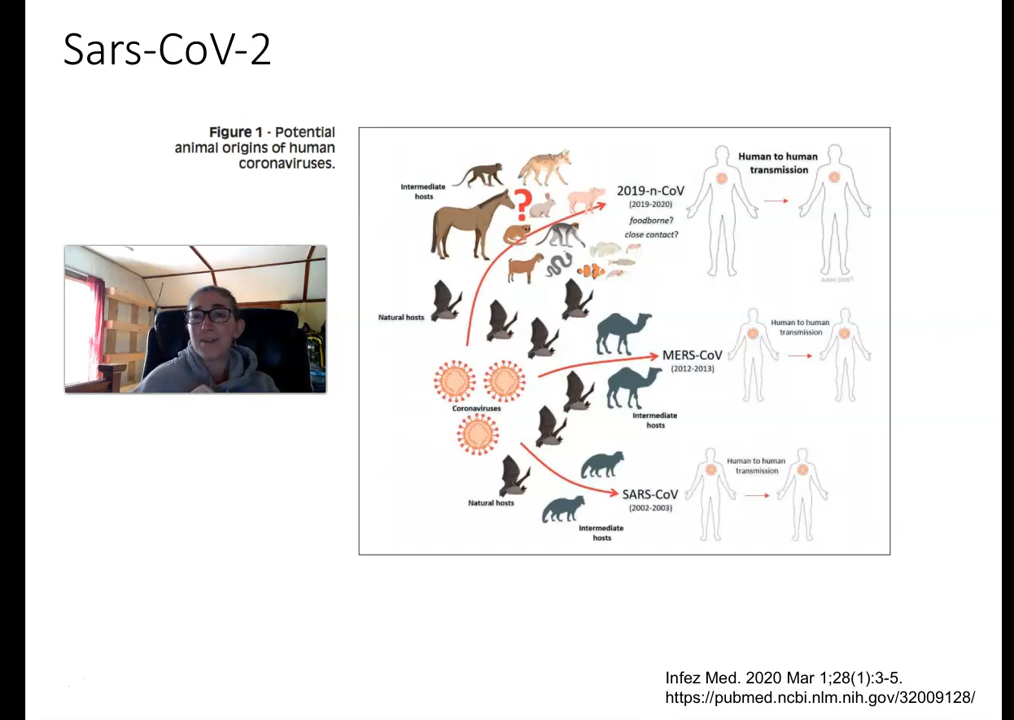 Sars-CoV-2
Figure 1 - Potential
animal origins of human
coronaviruses.
Intermediate
hosts
?
2019-n-CoV
(2019-2020)
foodborne?
close contact?
Human to human
transmission
Natural hosts
MERS-CoV
(2012-2013)
Human to human
transmission
Coronaviruses
Intermediate
hosts
SARS-CoV
(2002-2003)
Human to human
transmission
Natural hosts
Intermediate
hosts
Infez Med. 2020 Mar 1;28(1):3-5.
https://pubmed.ncbi.nlm.nih.gov/32009128/